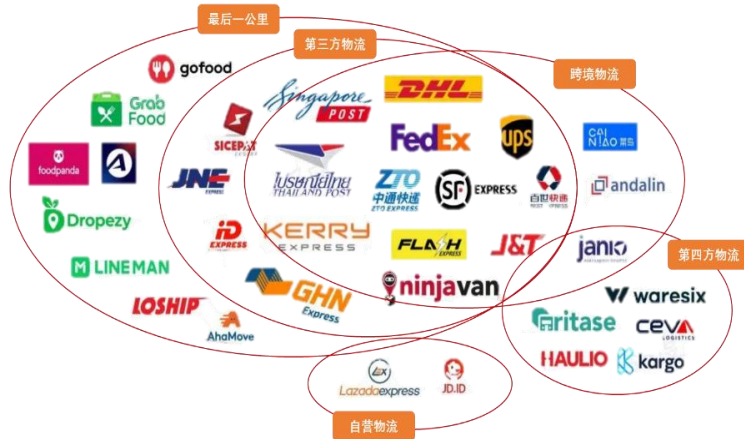 最后一公里
第三方物流
跨境物流
gofood
Grab
Food
foodpanda
Dropezy
LINEMAN
LOSHIP
AhaMove
SICEPAT
JNE
EXPRESS
iD
EXPRESS
GHN
Express
Singapore
POST
ไปรษณีย์ไทย
THAILAND POST
KERRY
EXPRESS
DHL
FedEx
ups
ZTO
中通快递
ZTO EXPRESS
SF EXPRESS
百世快递
FLASH
EXPRESS
J&T
ninjavan
CAI
NIAO 菜鸟
andalin
janio
第四方物流
waresix
ritase
CEVA
LOGISTICS
HAULIO
kargo
LEX
Lazadaexpress
JD.ID
自营物流